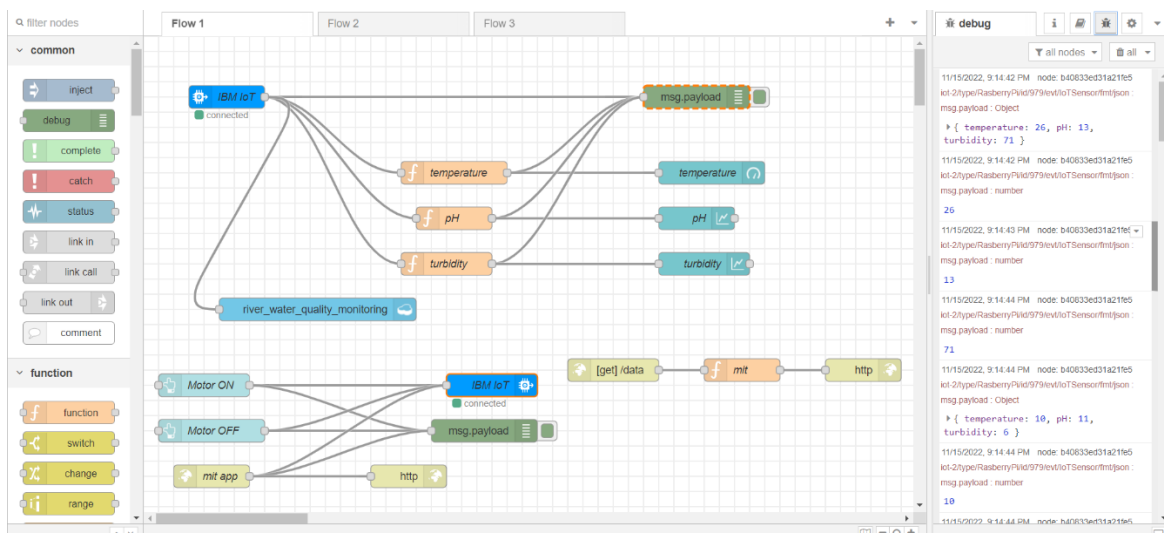 filter nodes
common
inject
debug
complete
catch
status
link in
link call
link out
comment
function
function
switch
change
range
Flow 1
Flow 2
Flow 3
IBM IoT
connected
msg.payload
temperature
temperature
pH
pH
turbidity
turbidity
river_water_quality_monitoring
[get] /data
mit
http
Motor ON
IBM IoT
connected
Motor OFF
msg.payload
mit app
http
debug
all nodes
all
11/15/2022, 9:14:42 PM node: b40833ed31a21fe5
iot-2/type/RasberryPi/id/979/evt/IoTSensor/fmt/json :
msg.payload : Object
{ temperature: 26, pH: 13,
turbidity: 71 }
11/15/2022, 9:14:42 PM node: b40833ed31a21fe5
iot-2/type/RasberryPi/id/979/evt/IoTSensor/fmt/json :
msg.payload : number
26
11/15/2022, 9:14:43 PM node: b40833ed31a21fe
iot-2/type/RasberryPi/id/979/evt/IoTSensor/fmt/json :
msg.payload : number
13
11/15/2022, 9:14:44 PM node: b40833ed31a21fe5
iot-2/type/RasberryPi/id/979/evt/IoTSensor/fmt/json :
msg.payload : number
71
11/15/2022, 9:14:44 PM node: b40833ed31a21fe5
iot-2/type/RasberryPi/id/979/evt/IoTSensor/fmt/json :
msg.payload : Object
{ temperature: 10, pH: 11,
turbidity: 6 }
11/15/2022, 9:14:44 PM node: b40833ed31a21fe5
iot-2/type/RasberryPi/id/979/evt/IoTSensor/fmt/json :
msg.payload : number
10
11/15/2022, 9:14:44 PM node: b40833ed31a21fe5